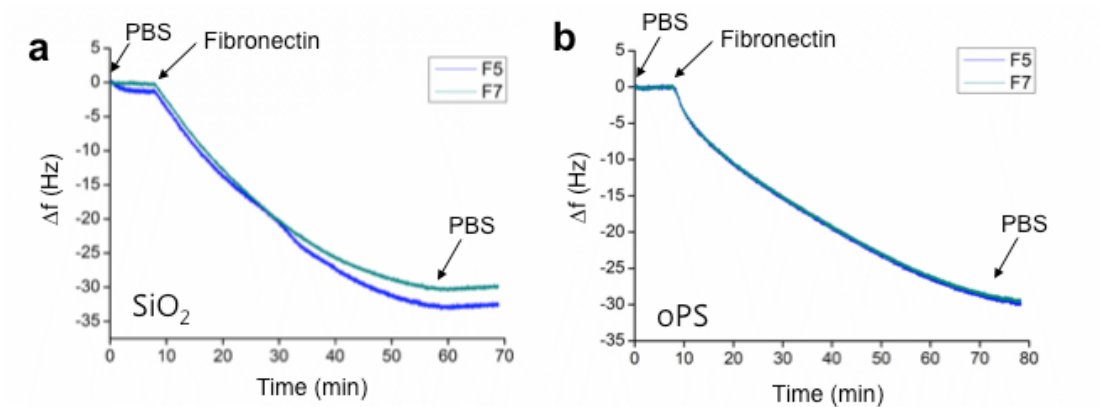 a
PBS
Fibronectin
F5
F7
5
0
-5
-10
-15
-20
-25
-30
-35
Δf (Hz)
PBS
SiO₂
0 10 20 30 40 50 60 70
Time (min)
b
PBS
Fibronectin
F5
F7
5
0
-5
-10
-15
-20
-25
-30
-35
Δf (Hz)
PBS
oPS
0 10 20 30 40 50 60 70 80
Time (min)